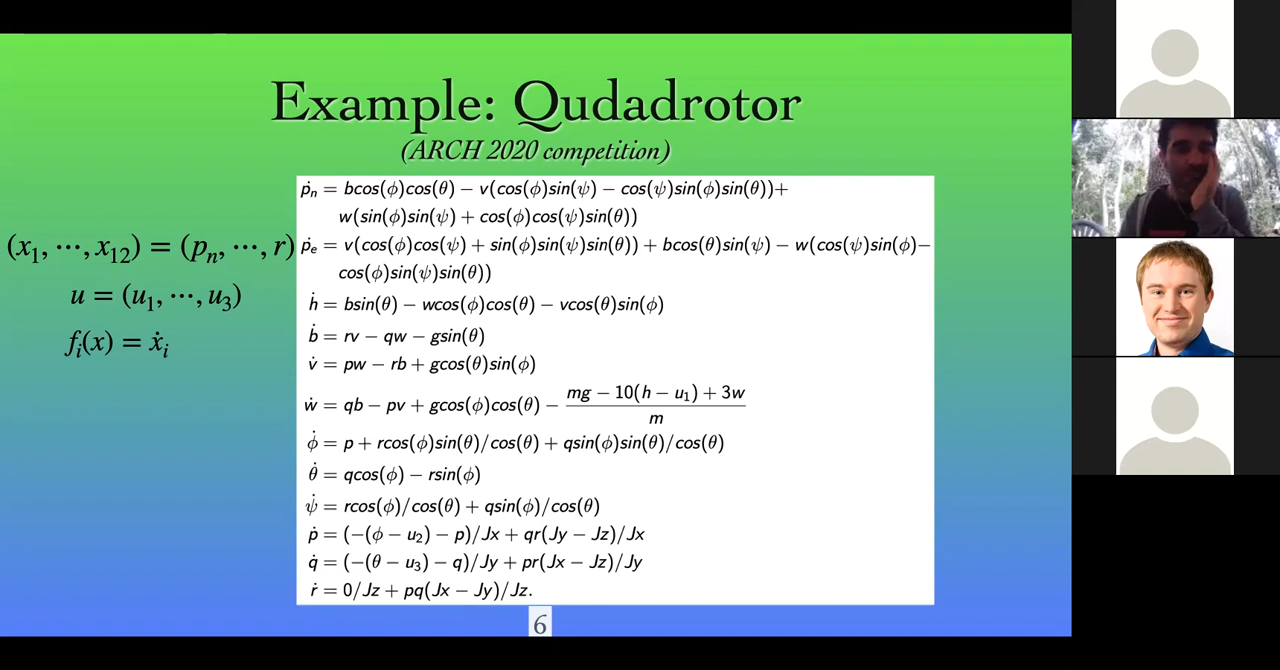 Example: Qudadrotor
(ARCH 2020 competition)
(x₁, ⋯, x₁₂) = (pₙ, ⋯, r)
u = (u₁, ⋯, u₃)
fᵢ(x) = ẋᵢ
ṗₙ = bcos(ϕ)cos(θ) − v(cos(ϕ)sin(ψ) − cos(ψ)sin(ϕ)sin(θ))+
w(sin(ϕ)sin(ψ) + cos(ϕ)cos(ψ)sin(θ))
ṗₑ = v(cos(ϕ)cos(ψ) + sin(ϕ)sin(ψ)sin(θ)) + bcos(θ)sin(ψ) − w(cos(ψ)sin(ϕ)−
cos(ϕ)sin(ψ)sin(θ))
ḣ = bsin(θ) − wcos(ϕ)cos(θ) − vcos(θ)sin(ϕ)
ḃ = rv − qw − gsin(θ)
v̇ = pw − rb + gcos(θ)sin(ϕ)
ẇ = qb − pv + gcos(ϕ)cos(θ) − (mg − 10(h − u₁) + 3w)/m
ϕ̇ = p + rcos(ϕ)sin(θ)/cos(θ) + qsin(ϕ)sin(θ)/cos(θ)
θ̇ = qcos(ϕ) − rsin(ϕ)
ψ̇ = rcos(ϕ)/cos(θ) + qsin(ϕ)/cos(θ)
ṗ = (−(ϕ − u₂) − p)/Jx + qr(Jy − Jz)/Jx
q̇ = (−(θ − u₃) − q)/Jy + pr(Jx − Jz)/Jy
ṙ = 0/Jz + pq(Jx − Jy)/Jz.
6